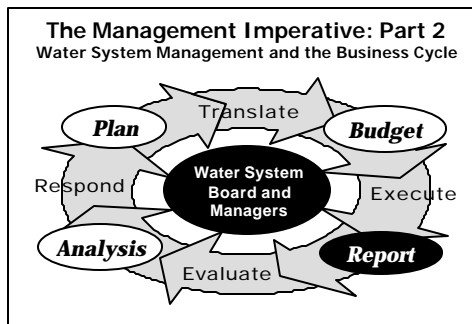 The Management Imperative: Part 2
Water System Management and the Business Cycle
Translate
Plan
Budget
Water System
Board and
Managers
Respond
Execute
Analysis
Report
Evaluate